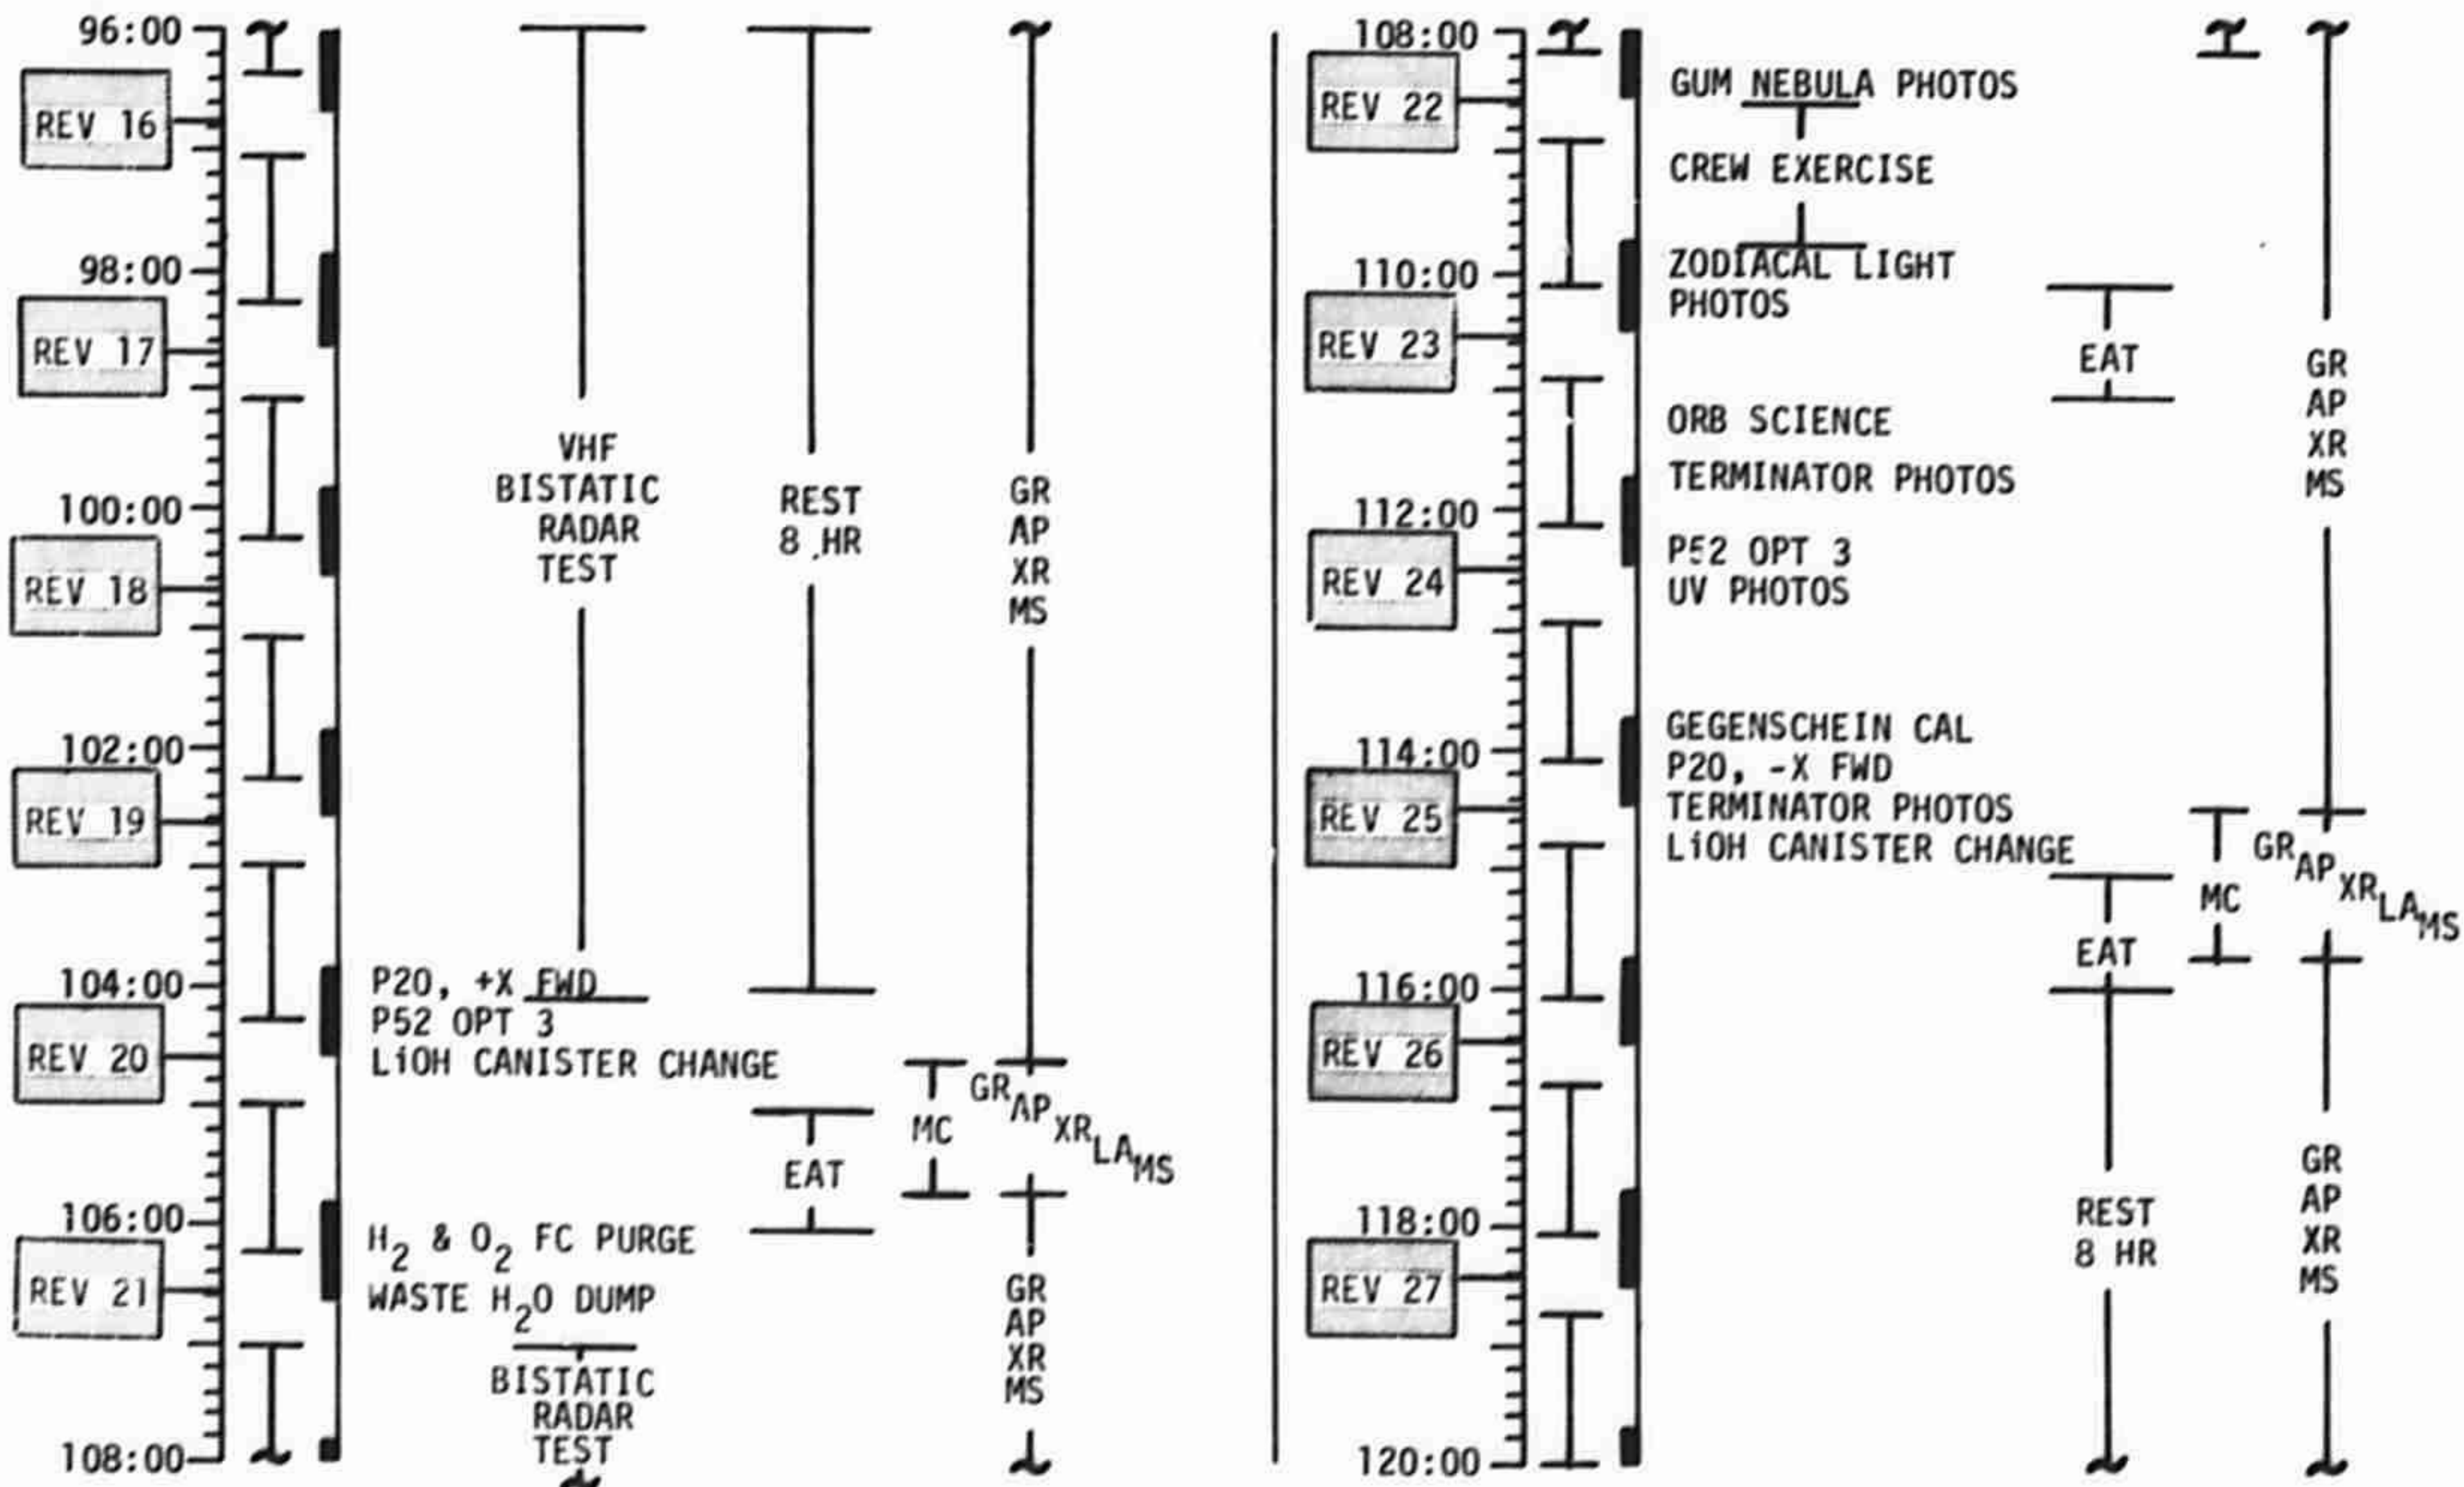 96:00
REV 16
98:00
REV 17
100:00
REV 18
102:00
REV 19
104:00
REV 20
106:00
REV 21
108:00
VHF
BISTATIC
RADAR
TEST
REST
8 HR
GR
AP
XR
MS
P20, +X FWD
P52 OPT 3
LiOH CANISTER CHANGE
EAT
MC
GR AP XR LA MS
H2 & O2 FC PURGE
WASTE H2O DUMP
BISTATIC
RADAR
TEST
GR
AP
XR
MS
108:00
REV 22
110:00
REV 23
112:00
REV 24
114:00
REV 25
116:00
REV 26
118:00
REV 27
120:00
GUM NEBULA PHOTOS
CREW EXERCISE
ZODIACAL LIGHT
PHOTOS
EAT
GR
AP
XR
MS
ORB SCIENCE
TERMINATOR PHOTOS
P52 OPT 3
UV PHOTOS
GEGENSCHEIN CAL
P20, -X FWD
TERMINATOR PHOTOS
LiOH CANISTER CHANGE
EAT
MC
GR AP XR LA MS
REST
8 HR
GR
AP
XR
MS